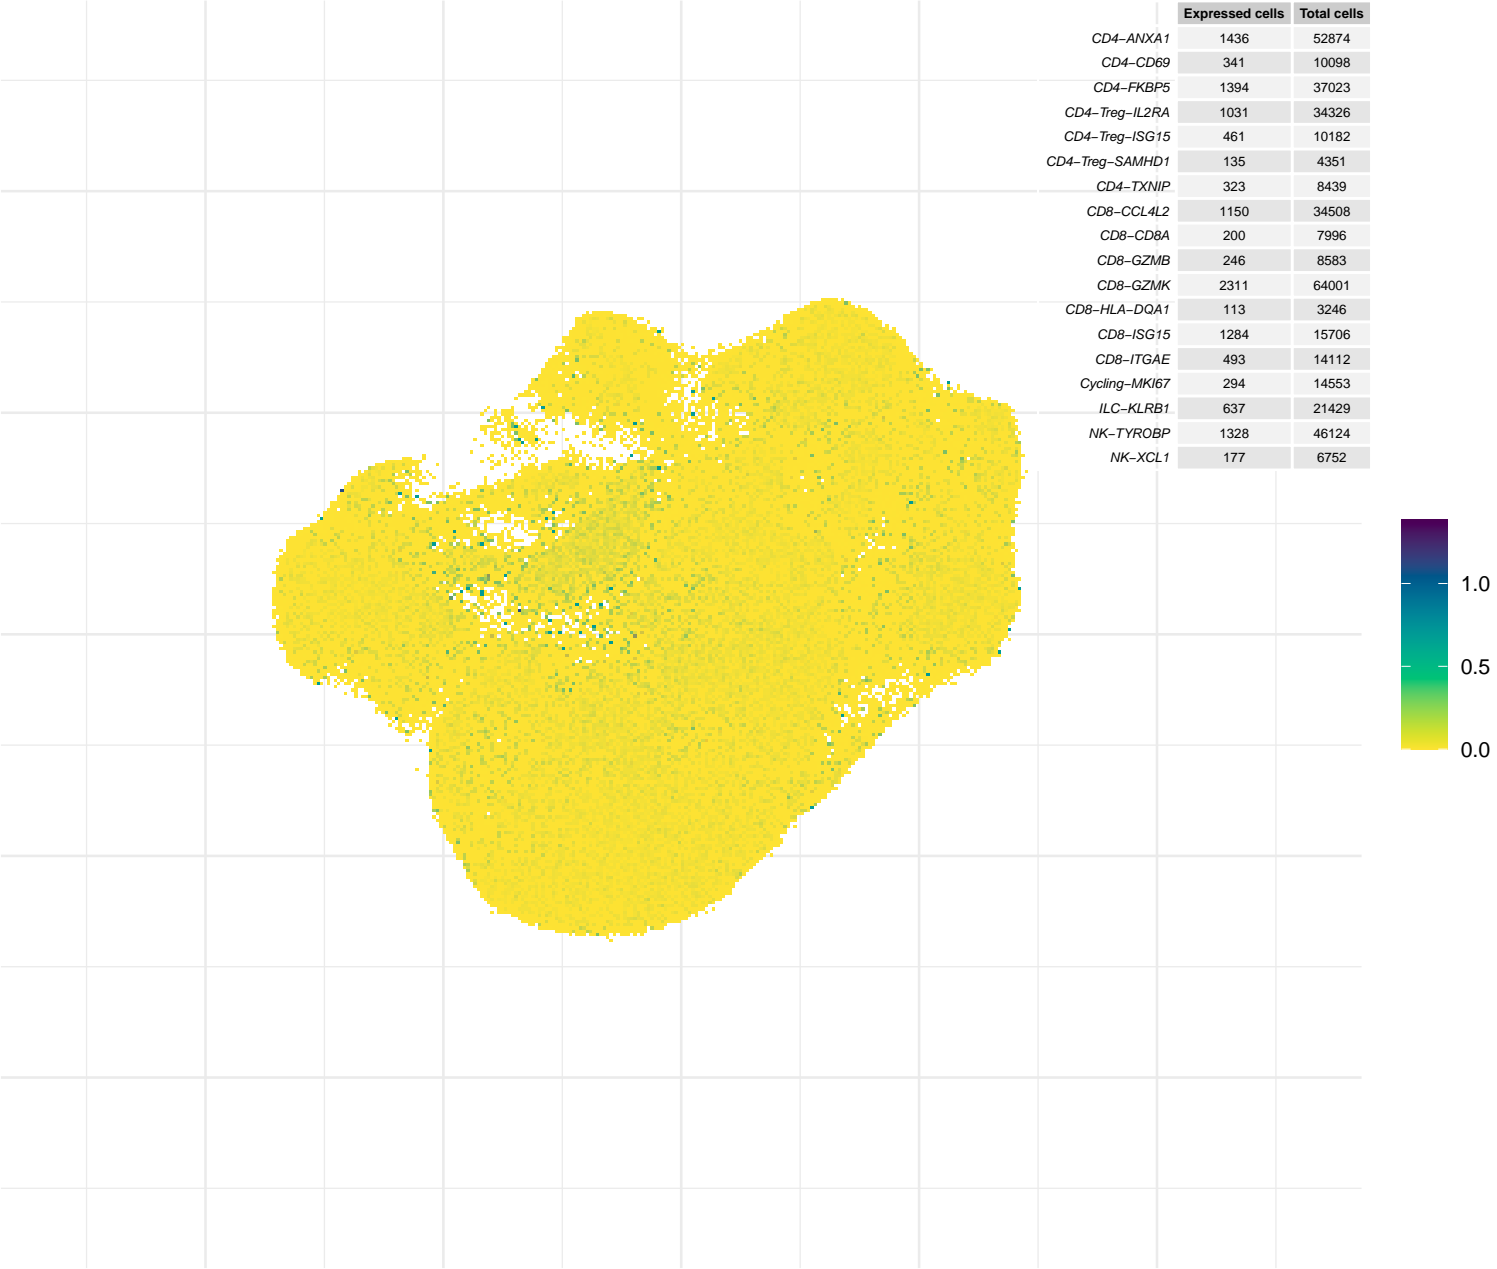 Expressed cells Total cells
CD4−ANXA1 1436 52874
CD4−CD69 341 10098
CD4−FKBP5 1394 37023
CD4−Treg−IL2RA 1031 34326
CD4−Treg−ISG15 461 10182
CD4−Treg−SAMHD1 135 4351
CD4−TXNIP 323 8439
CD8−CCL4L2 1150 34508
CD8−CD8A 200 7996
CD8−GZMB 246 8583
CD8−GZMK 2311 64001
CD8−HLA−DQA1 113 3246
CD8−ISG15 1284 15706
CD8−ITGAE 493 14112
Cycling−MKI67 294 14553
ILC−KLRB1 637 21429
NK−TYROBP 1328 46124
NK−XCL1 177 6752
1.0
0.5
0.0